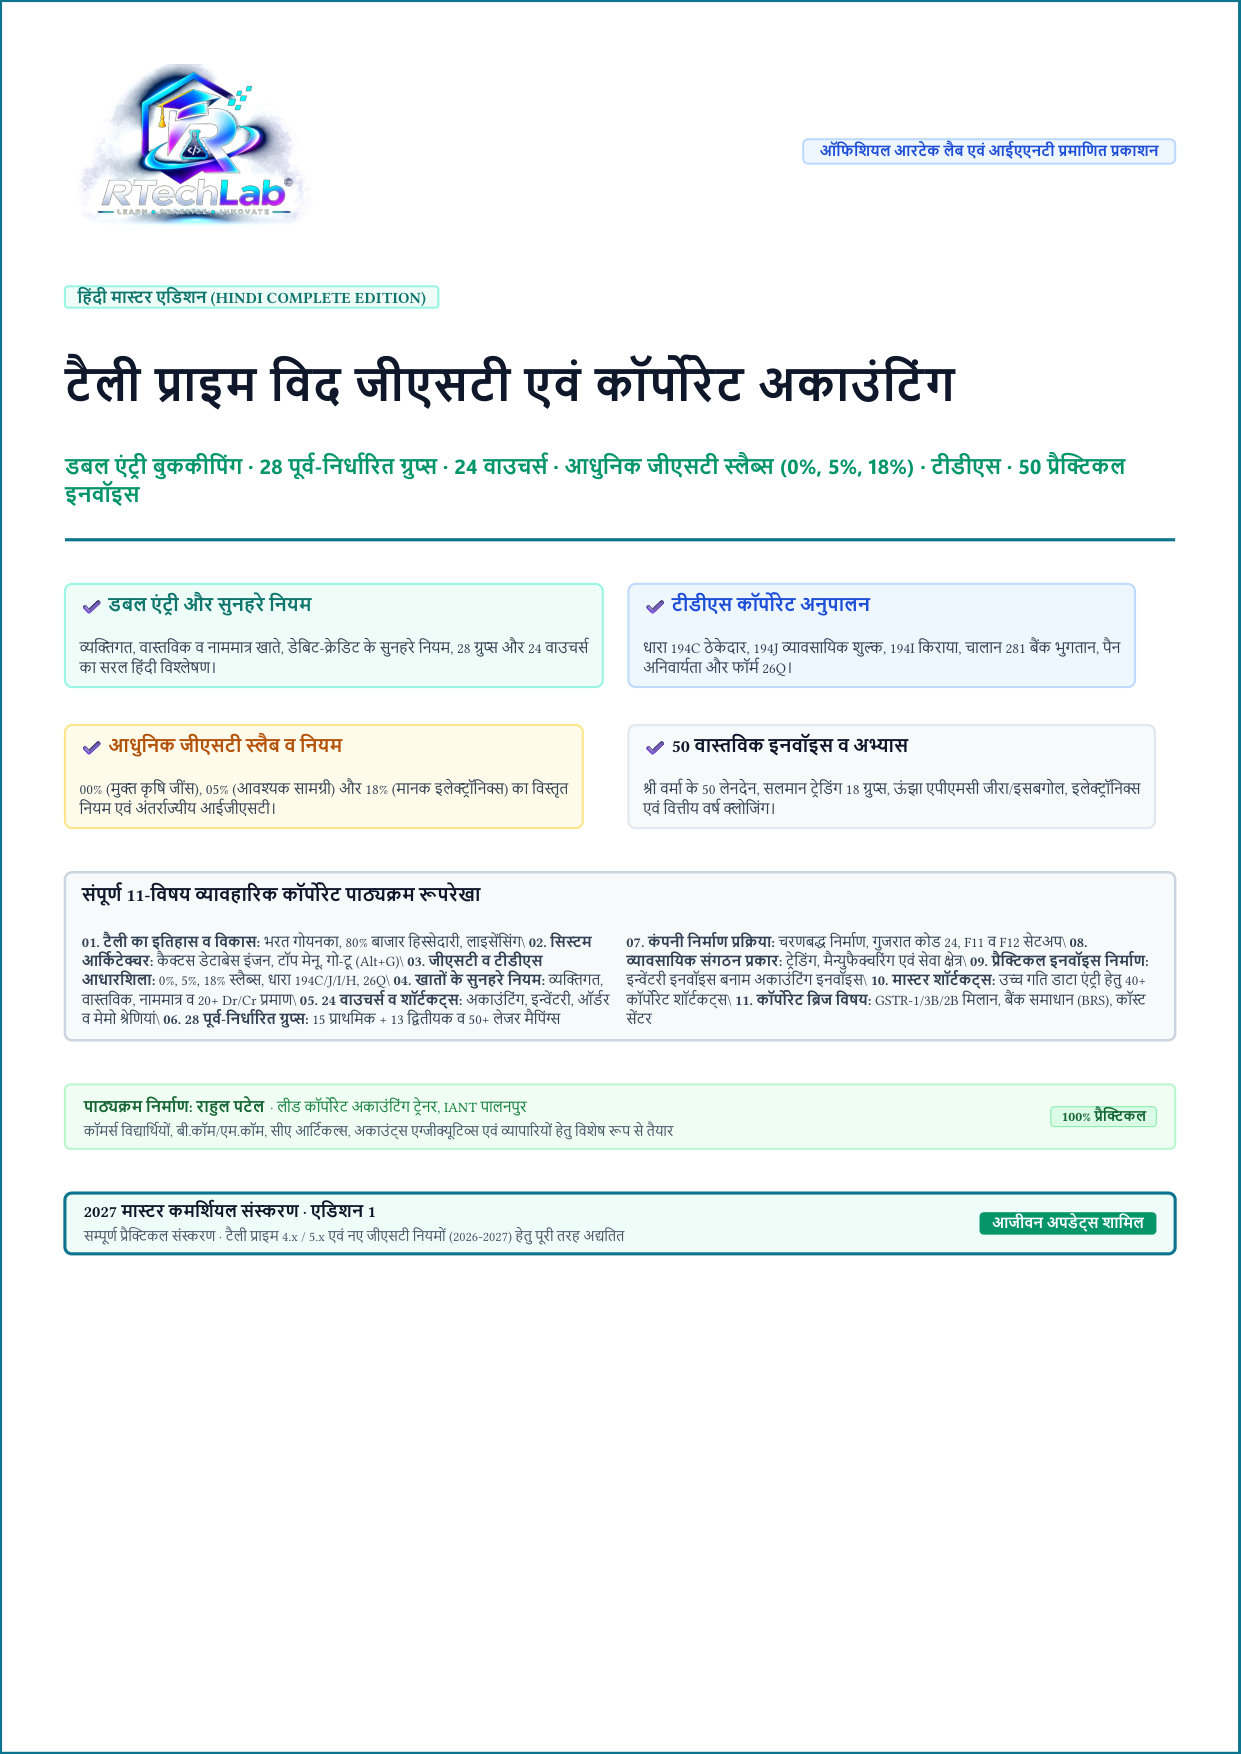 RTechLab
LEARN • PRACTICE • INNOVATE
ऑफिशियल आरटेक लैब एवं आईएएनटी प्रमाणित प्रकाशन
हिंदी मास्टर एडिशन (HINDI COMPLETE EDITION)
टैली प्राइम विद जीएसटी एवं कॉर्पोरेट अकाउंटिंग
डबल एंट्री बुककीपिंग · 28 पूर्व-निर्धारित ग्रुप्स · 24 वाउचर्स · आधुनिक जीएसटी स्लैब्स (0%, 5%, 18%) · टीडीएस · 50 प्रैक्टिकल
इनवॉइस
डबल एंट्री और सुनहरे नियम
व्यक्तिगत, वास्तविक व नाममात्र खाते, डेबिट-क्रेडिट के सुनहरे नियम, 28 ग्रुप्स और 24 वाउचर्स
का सरल हिंदी विश्लेषण।
टीडीएस कॉर्पोरेट अनुपालन
धारा 194C ठेकेदार, 194J व्यावसायिक शुल्क, 194I किराया, चालान 281 बैंक भुगतान, पैन
अनिवार्यता और फॉर्म 26Q।
आधुनिक जीएसटी स्लैब व नियम
00% (मुक्त कृषि जींस), 05% (आवश्यक सामग्री) और 18% (मानक इलेक्ट्रॉनिक्स) का विस्तृत
नियम एवं अंतर्राज्यीय आईजीएसटी।
50 वास्तविक इनवॉइस व अभ्यास
श्री वर्मा के 50 लेनदेन, सलमान ट्रेडिंग 18 ग्रुप्स, ऊंझा एपीएमसी जीरा/इसबगोल, इलेक्ट्रॉनिक्स
एवं वित्तीय वर्ष क्लोजिंग।
संपूर्ण 11-विषय व्यावहारिक कॉर्पोरेट पाठ्यक्रम रूपरेखा
01. टैली का इतिहास व विकास: भरत गोयनका, 80% बाजार हिस्सेदारी, लाइसेंसिंग\ 02. सिस्टम
आर्किटेक्चर: कैक्टस डेटाबेस इंजन, टॉप मेनू, गो-टू (Alt+G)\ 03. जीएसटी व टीडीएस
आधारशिला: 0%, 5%, 18% स्लैब्स, धारा 194C/J/I/H, 26Q\ 04. खातों के सुनहरे नियम: व्यक्तिगत,
वास्तविक, नाममात्र व 20+ Dr/Cr प्रमाण\ 05. 24 वाउचर्स व शॉर्टकट्स: अकाउंटिंग, इन्वेंटरी, ऑर्डर
व मेमो श्रेणियां\ 06. 28 पूर्व-निर्धारित ग्रुप्स: 15 प्राथमिक + 13 द्वितीयक व 50+ लेजर मैपिंग्स
07. कंपनी निर्माण प्रक्रिया: चरणबद्ध निर्माण, गुजरात कोड 24, F11 व F12 सेटअप\ 08.
व्यावसायिक संगठन प्रकार: ट्रेडिंग, मैन्युफैक्चरिंग एवं सेवा क्षेत्र\ 09. प्रैक्टिकल इनवॉइस निर्माण:
इन्वेंटरी इनवॉइस बनाम अकाउंटिंग इनवॉइस\ 10. मास्टर शॉर्टकट्स: उच्च गति डाटा एंट्री हेतु 40+
कॉर्पोरेट शॉर्टकट्स\ 11. कॉर्पोरेट ब्रिज विषय: GSTR-1/3B/2B मिलान, बैंक समाधान (BRS), कॉस्ट
सेंटर
पाठ्यक्रम निर्माण: राहुल पटेल · लीड कॉर्पोरेट अकाउंटिंग ट्रेनर, IANT पालनपुर
कॉमर्स विद्यार्थियों, बी.कॉम/एम.कॉम, सीए आर्टिकल्स, अकाउंट्स एग्जीक्यूटिव्स एवं व्यापारियों हेतु विशेष रूप से तैयार
100% प्रैक्टिकल
2027 मास्टर कमर्शियल संस्करण · एडिशन 1
सम्पूर्ण प्रैक्टिकल संस्करण · टैली प्राइम 4.x / 5.x एवं नए जीएसटी नियमों (2026-2027) हेतु पूरी तरह अद्यतित
आजीवन अपडेट्स शामिल